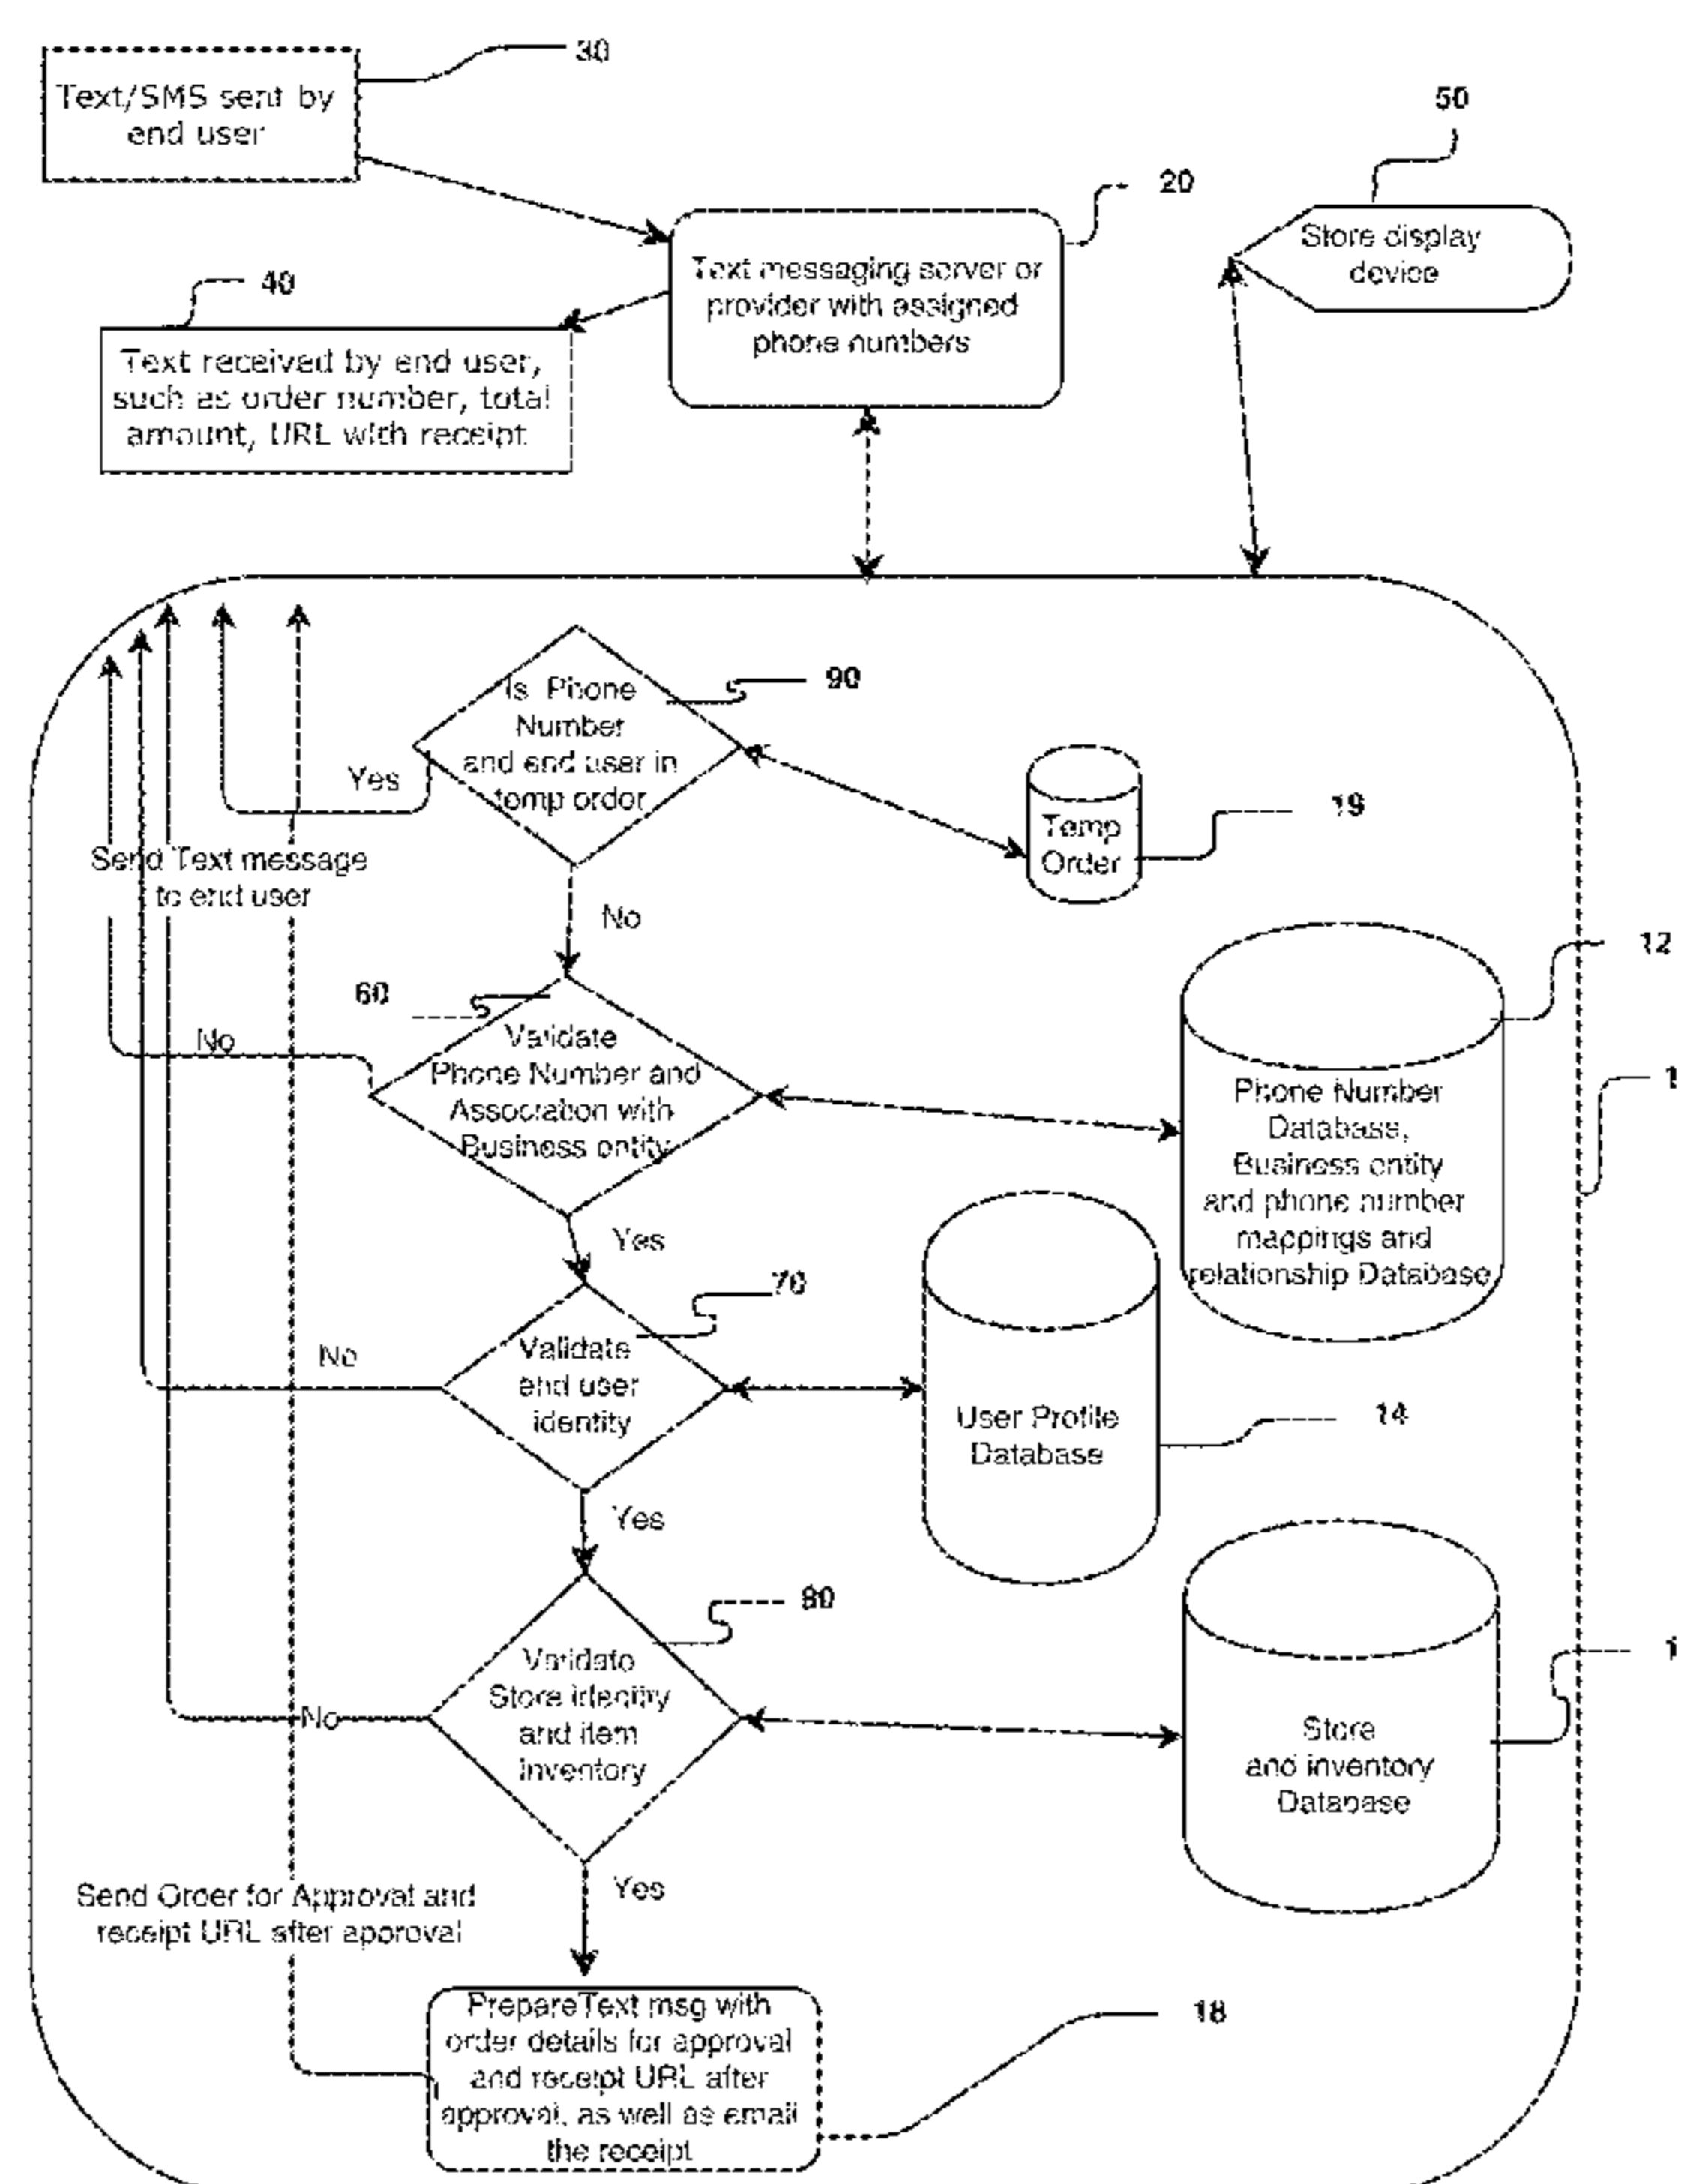 30
Text/SMS sent by
end user
50
20
Store display
device
Text messaging server or
provider with assigned
phone numbers
40
Text received by end user,
such as order number, total
amount, URL with receipt
90
Is Phone
Number
and end user in
temp order
Yes
19
Temp
Order
Send Text message
to end user
No
12
60
No
Validate
Phone Number and
Association with
Business entity
1
Phone Number
Database,
Business entity
and phone number
mappings and
relationship Database
Yes
70
No
Validate
end user
identity
User Profile
Database
14
Yes
80
Validate
Store identity
and item
inventory
No
1
Store
and inventory
Database
Yes
Send Order for Approval and
receipt URL after approval
Prepare Text msg with
order details for approval
and receipt URL after
approval, as well as email
the receipt
18